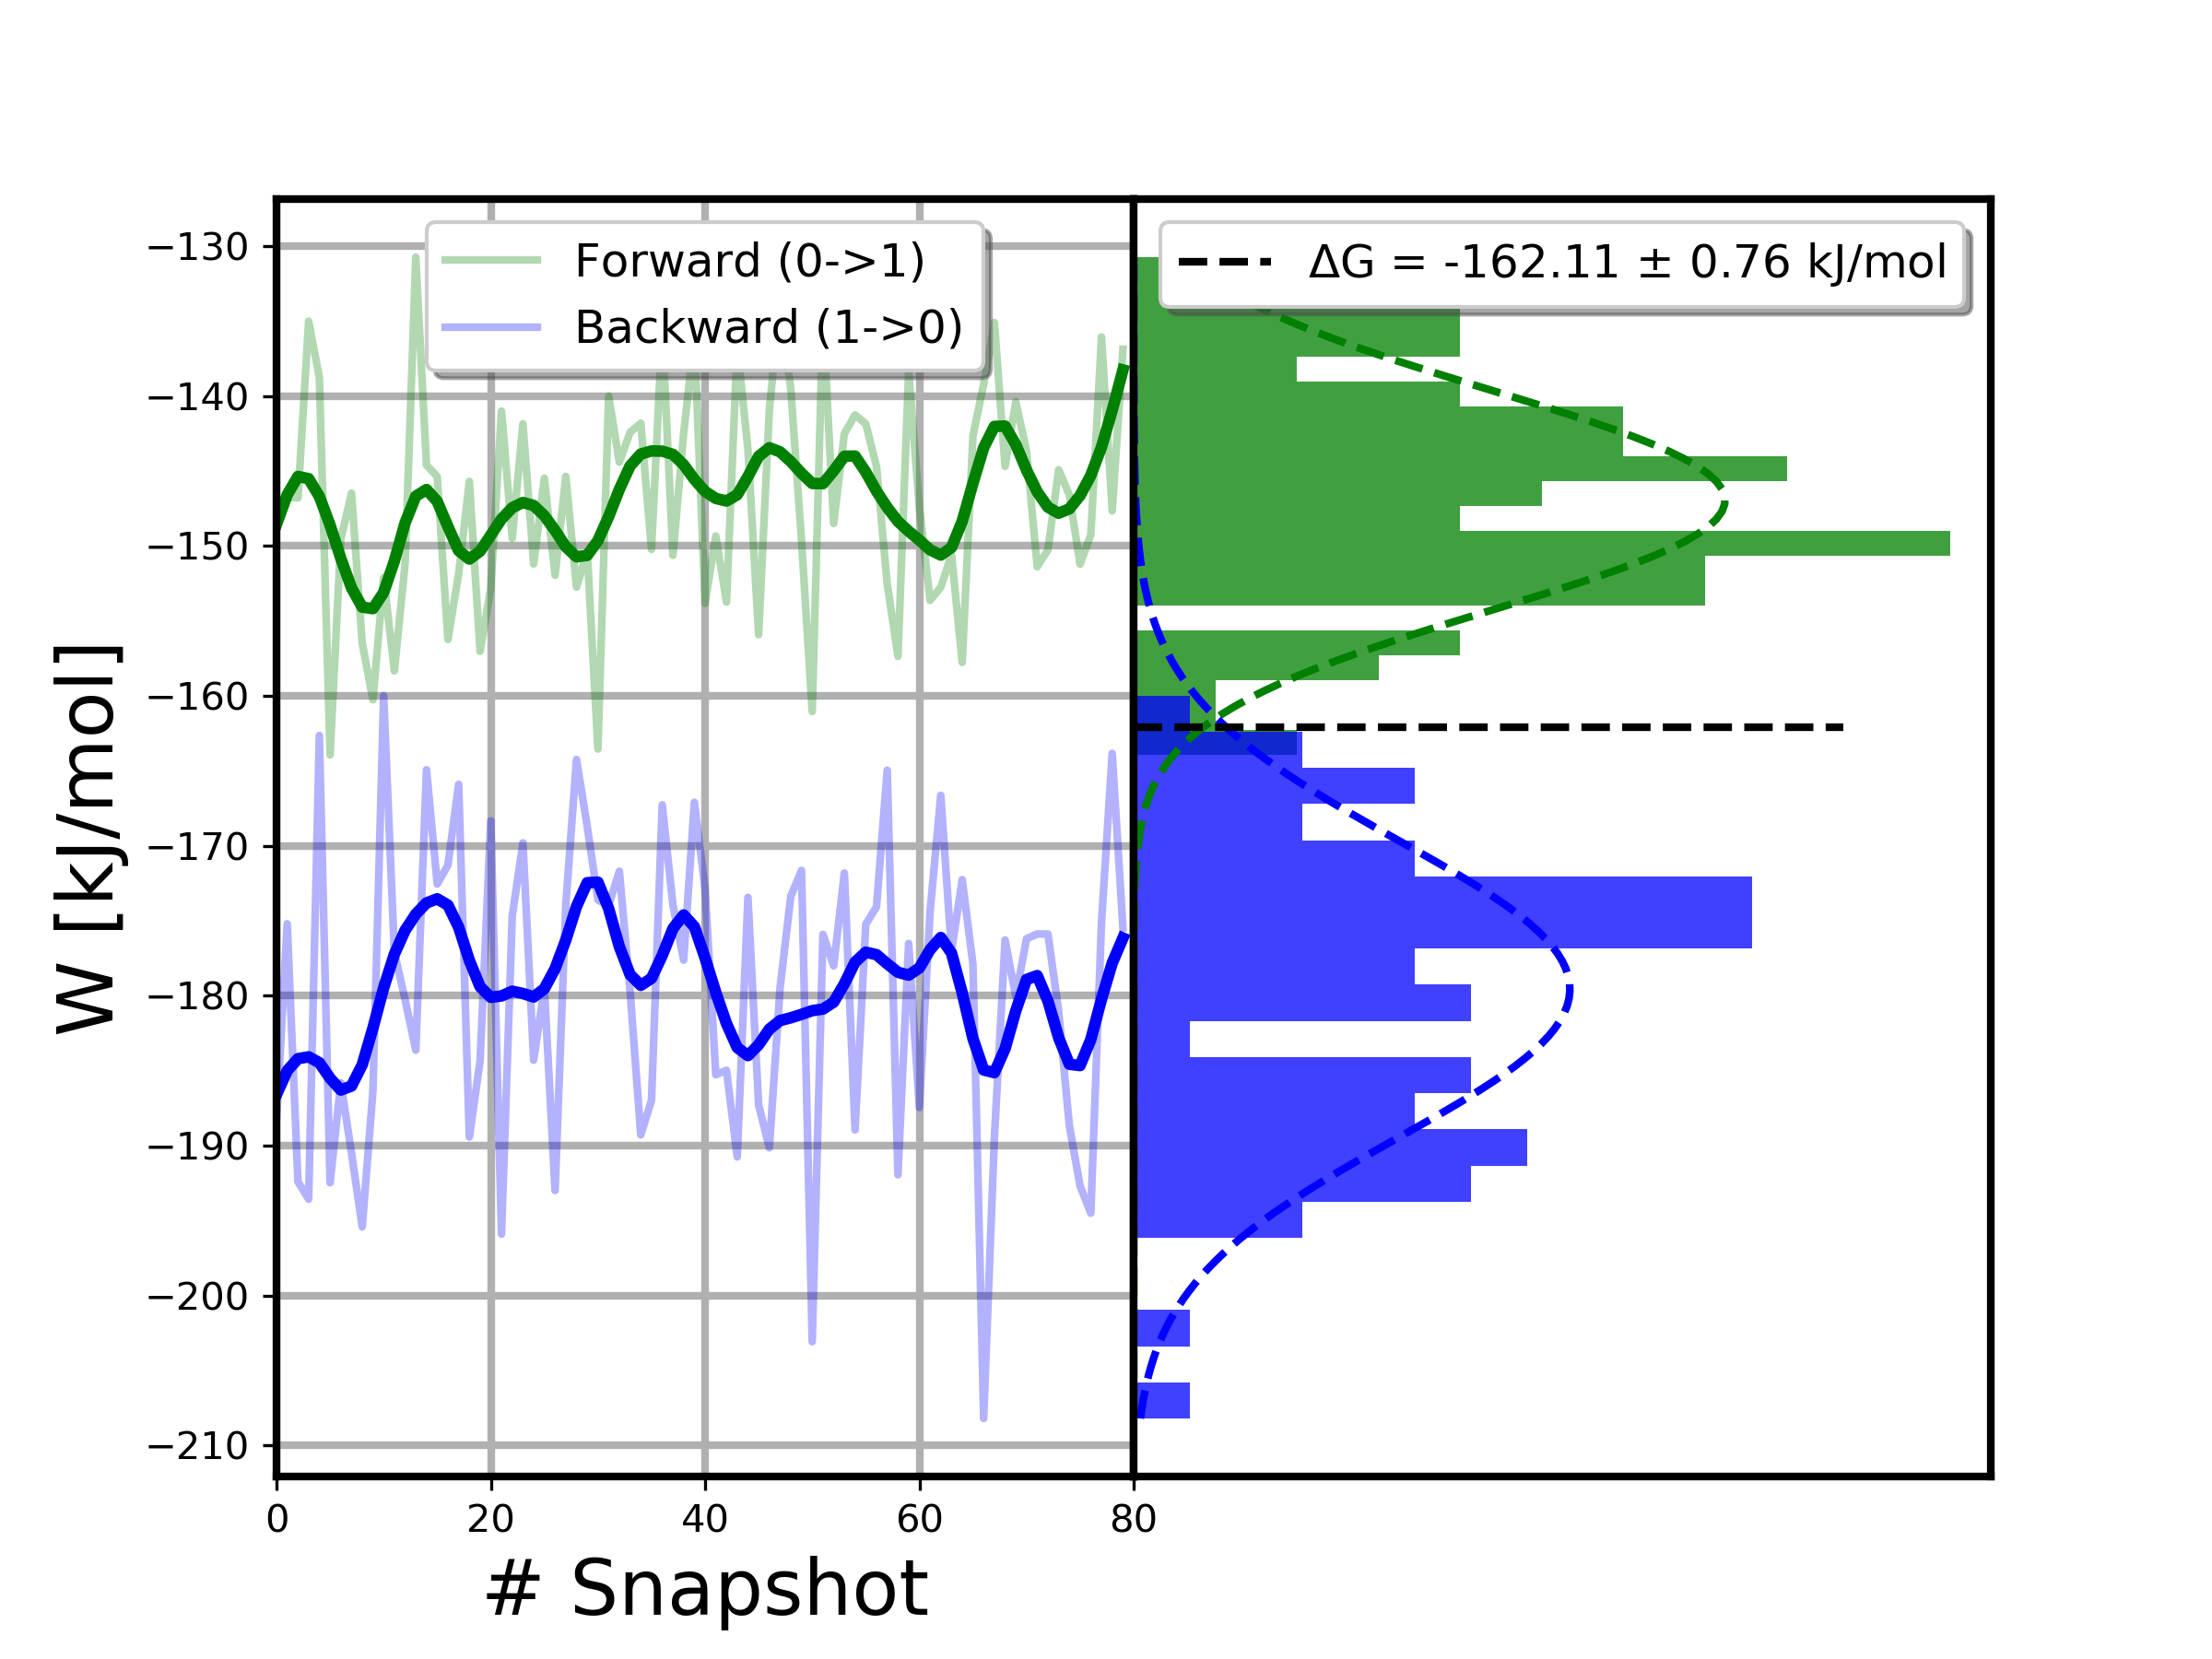 Forward (0->1)
Backward (1->0)
ΔG = -162.11 ± 0.76 kJ/mol
W [kJ/mol]
−130
−140
−150
−160
−170
−180
−190
−200
−210
0
20
40
60
80
# Snapshot